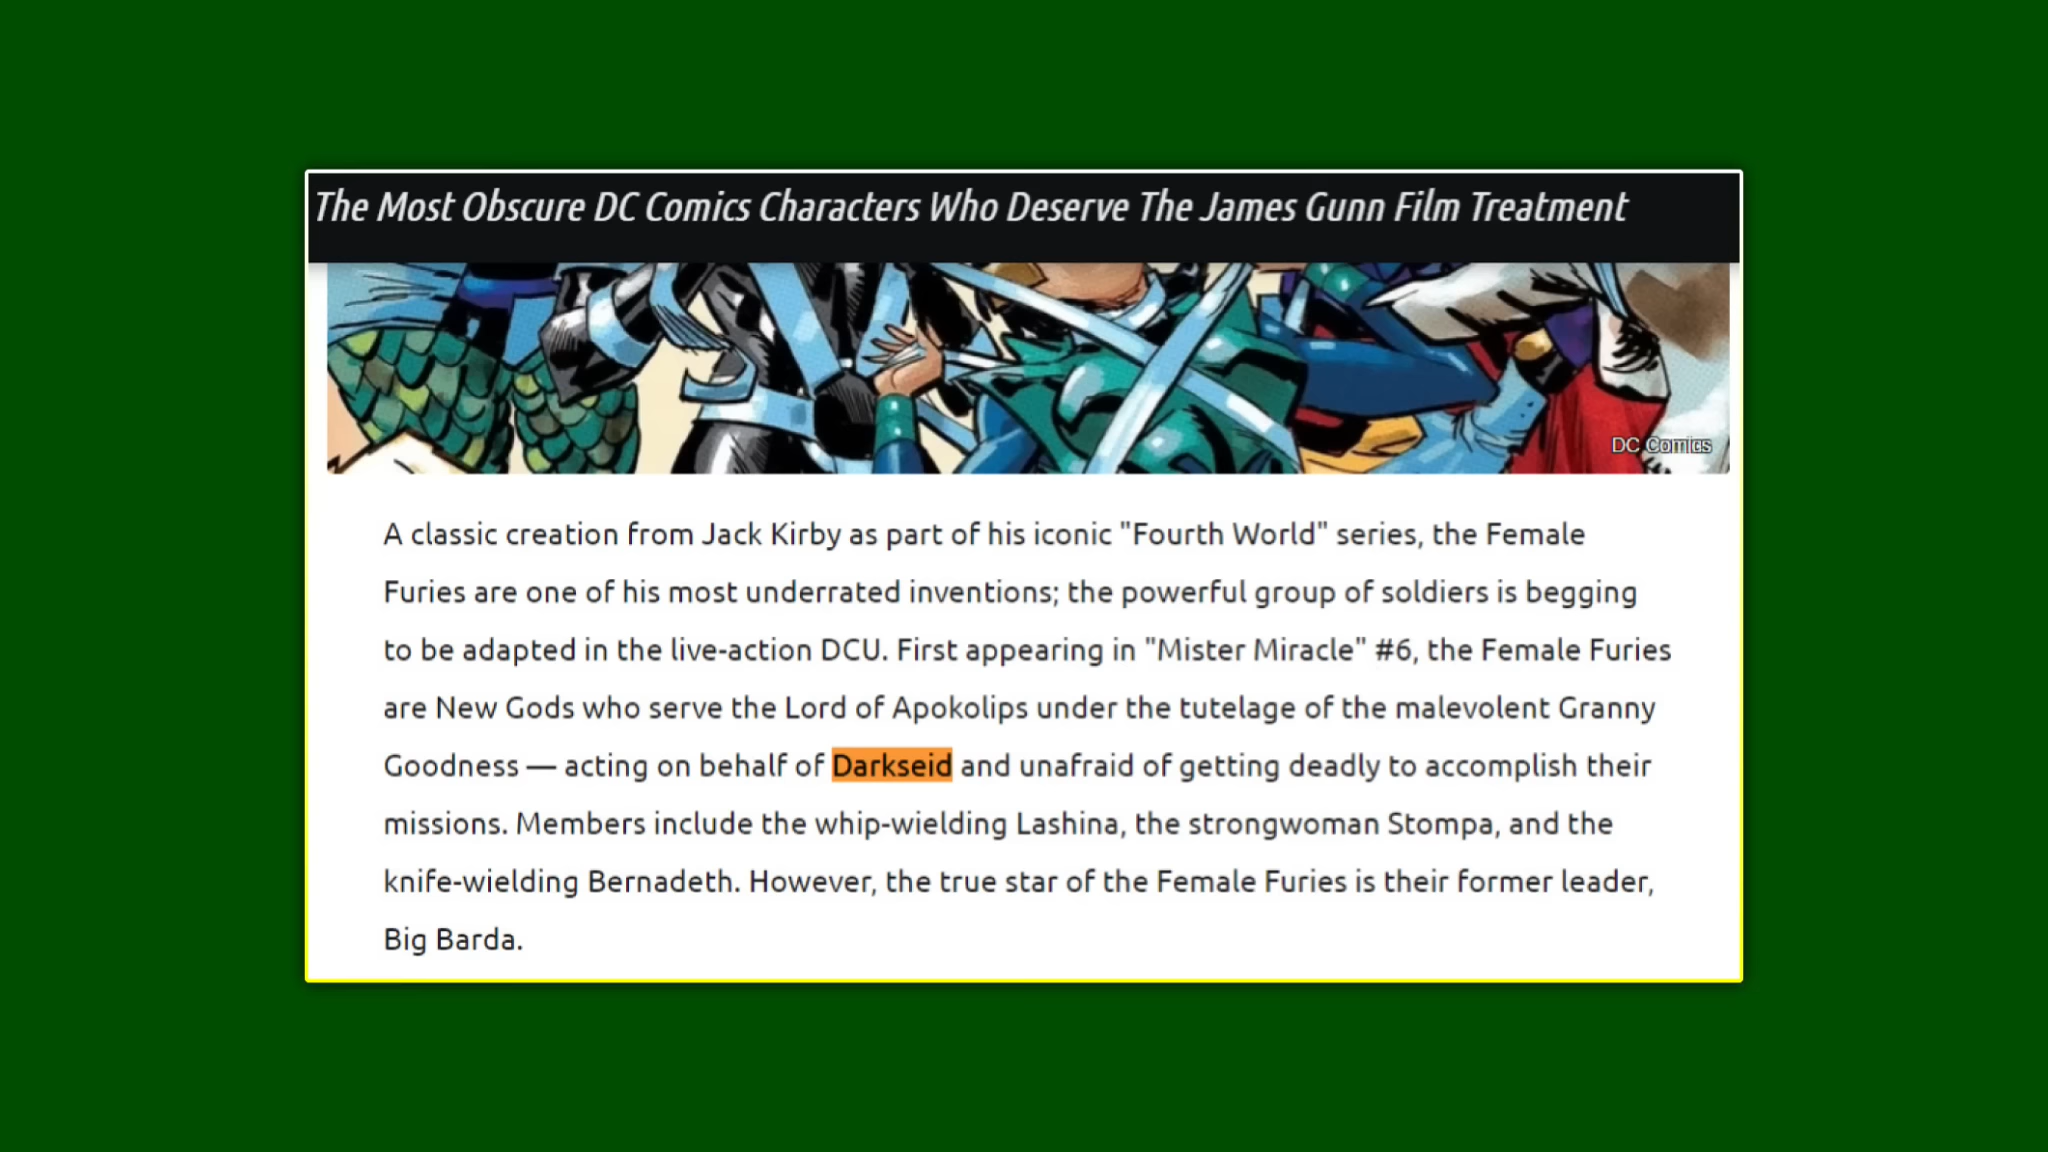 The Most Obscure DC Comics Characters Who Deserve The James Gunn Film Treatment
DC Comics
A classic creation from Jack Kirby as part of his iconic "Fourth World" series, the Female
Furies are one of his most underrated inventions; the powerful group of soldiers is begging
to be adapted in the live-action DCU. First appearing in "Mister Miracle" #6, the Female Furies
are New Gods who serve the Lord of Apokolips under the tutelage of the malevolent Granny
Goodness — acting on behalf of Darkseid and unafraid of getting deadly to accomplish their
missions. Members include the whip-wielding Lashina, the strongwoman Stompa, and the
knife-wielding Bernadeth. However, the true star of the Female Furies is their former leader,
Big Barda.